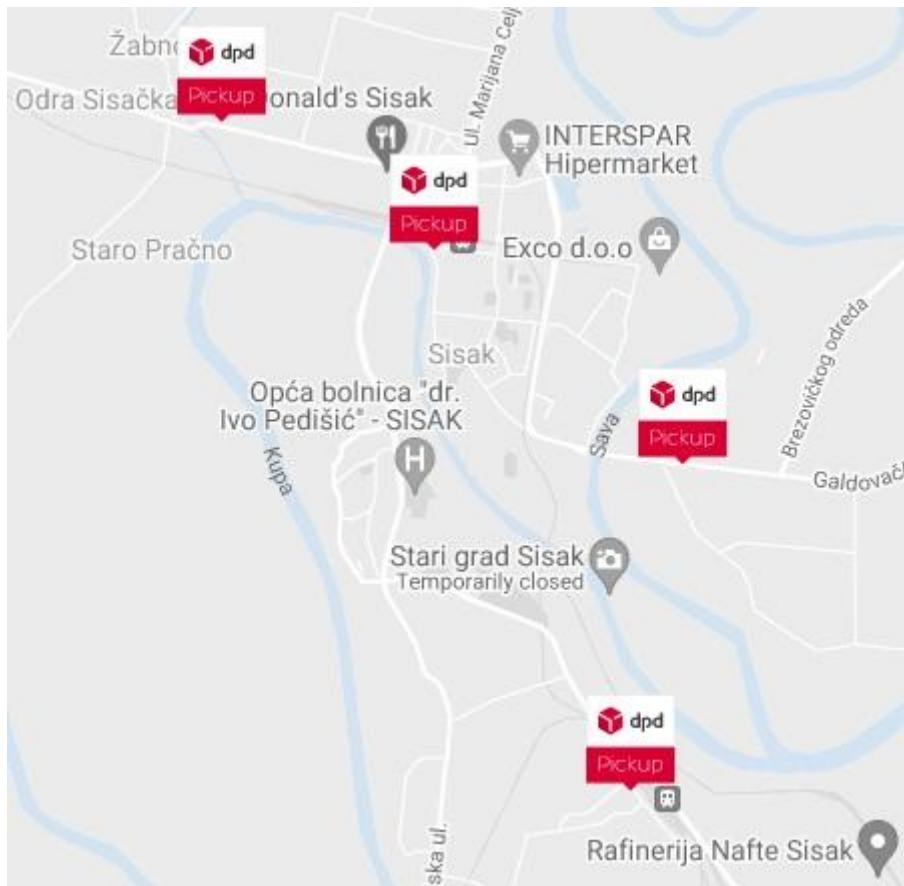 Žabno
dpd
Pickup
Odra Sisačka
Donald's Sisak
ul. Marijana Celj
INTERSPAR
Hipermarket
dpd
Pickup
Staro Pračno
Exco d.o.o
Sisak
Opća bolnica "dr.
Ivo Pedišić" - SISAK
H
dpd
Pickup
Brezovičkog odreda
Sava
Galdovačk
Kupa
Stari grad Sisak
Temporarily closed
dpd
Pickup
ska ul.
Rafinerija Nafte Sisak